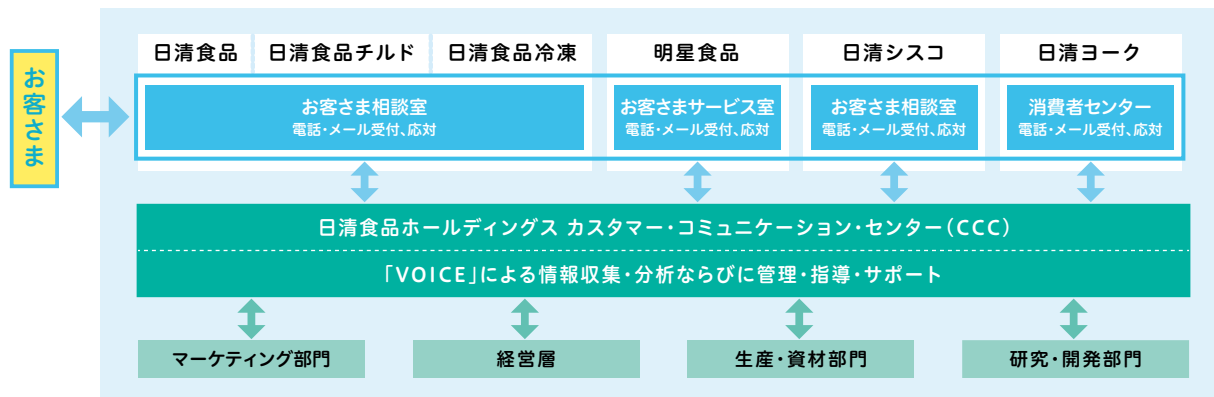 お客さま
日清食品
日清食品チルド
日清食品冷凍
明星食品
日清シスコ
日清ヨーク
お客さま相談室
電話・メール受付、応対
お客さまサービス室
電話・メール受付、応対
お客さま相談室
電話・メール受付、応対
消費者センター
電話・メール受付、応対
日清食品ホールディングス カスタマー・コミュニケーション・センター(CCC)
「VOICE」による情報収集・分析ならびに管理・指導・サポート
マーケティング部門
経営層
生産・資材部門
研究・開発部門